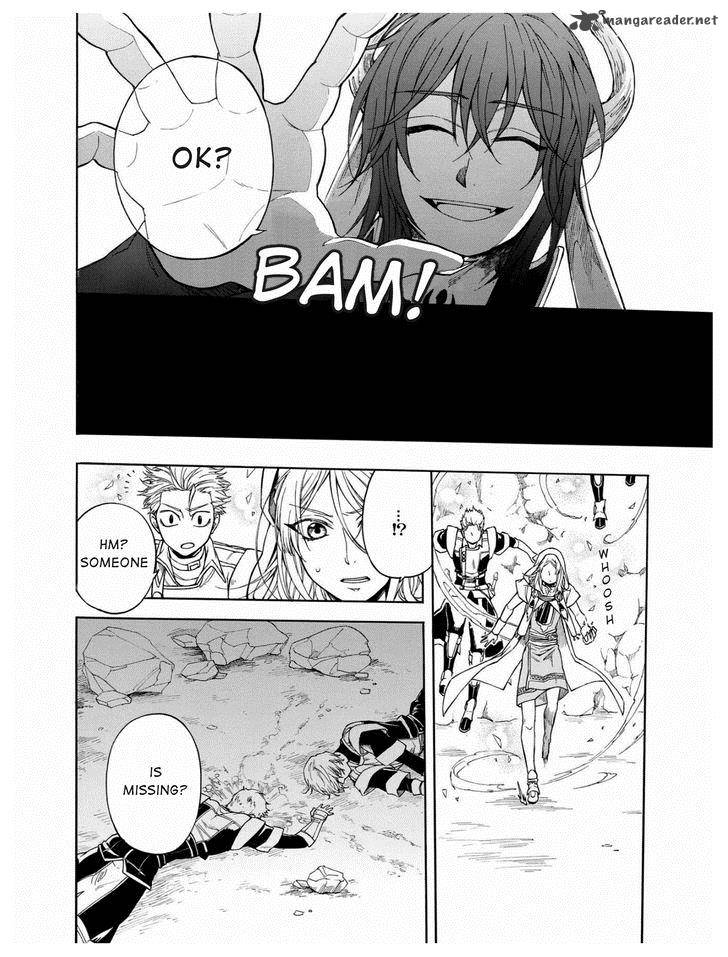 mangareader.net
OK?
BAM!
WHOOSH
...
!?
HM?
SOMEONE
IS
MISSING?